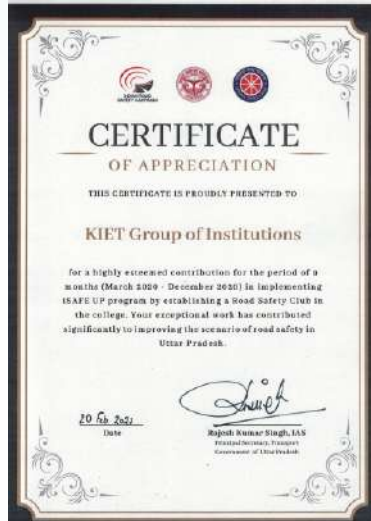 CERTIFICATE
OF APPRECIATION
THIS CERTIFICATE IS PROUDLY PRESENTED TO
KIET Group of Institutions
for a highly esteemed contribution for the period of 9
months (March 2020 - December 2020) in implementing
ISAFE UP program by establishing a Road Safety Club in
the college. Your exceptional work has contributed
significantly to improving the scenario of road safety in
Uttar Pradesh.
20 Feb 2021
Date
Rajesh Kumar Singh, IAS
Principal Secretary, Transport
Government of Uttar Pradesh